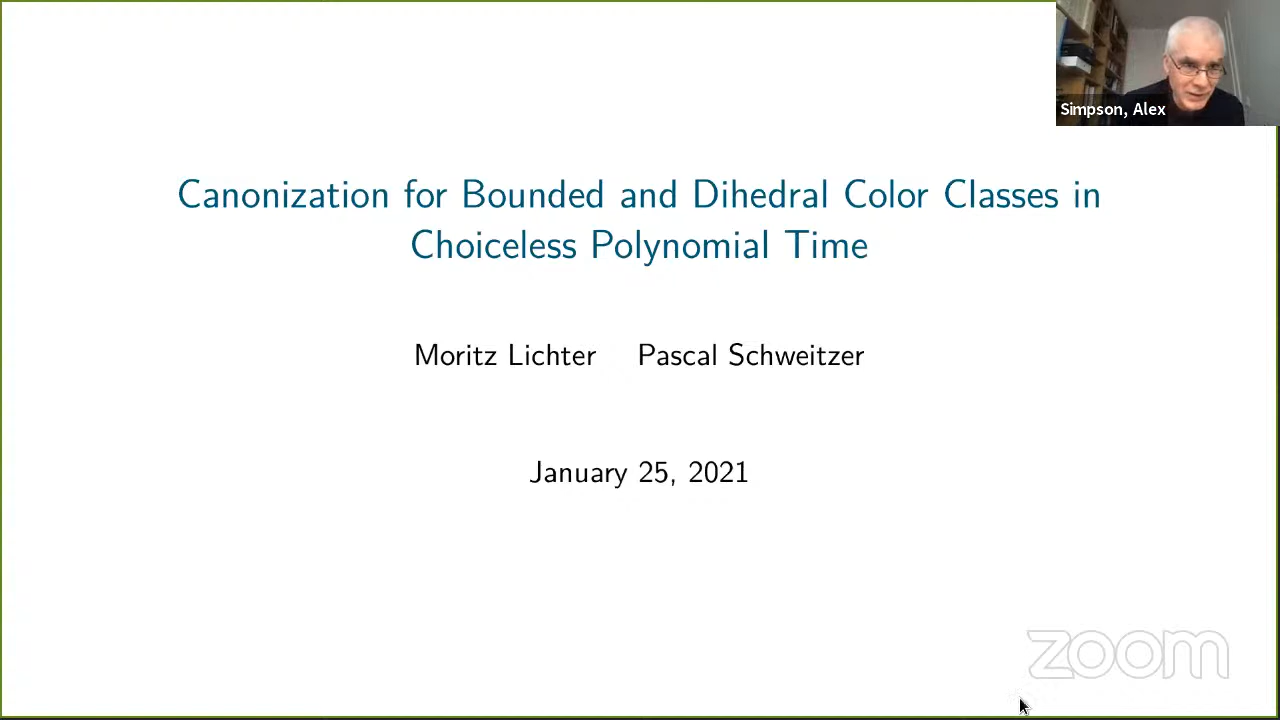 Simpson, Alex
Canonization for Bounded and Dihedral Color Classes in
Choiceless Polynomial Time
Moritz Lichter Pascal Schweitzer
January 25, 2021
zoom